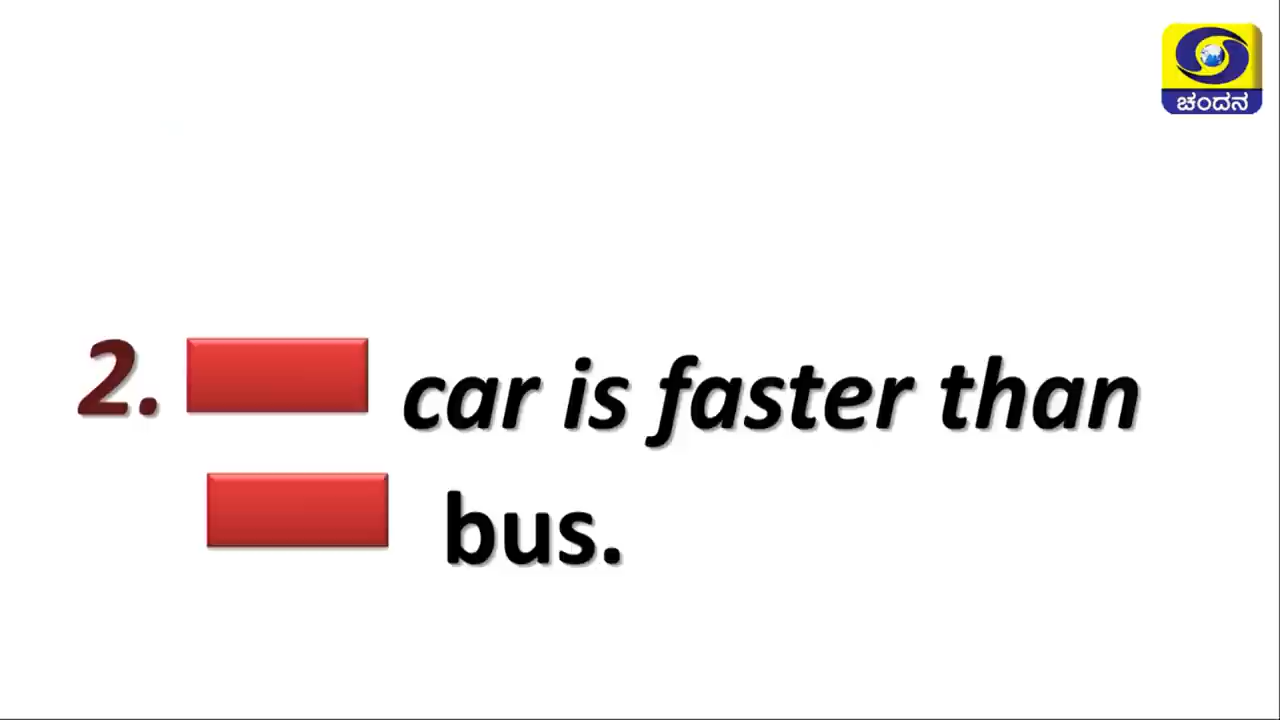 ಚಂದನ
2. car is faster than
bus.